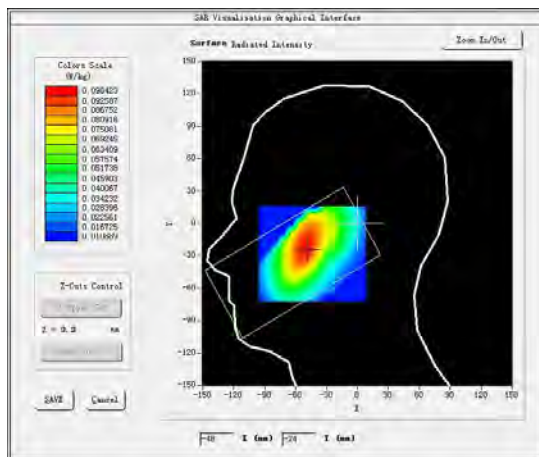 SAR Visualisation Graphical Interface
Surface Radiated Intensity
Zoom In/Out
Colors Scale
(W/kg)
0.098423
0.092587
0.086752
0.080916
0.075081
0.069245
0.063409
0.057574
0.051738
0.045903
0.040067
0.034232
0.028396
0.022561
0.016725
0.010889
150
120
90
60
30
0
-30
-60
-90
-120
-150
-150 -120 -90 -60 -30 0 30 60 90 120 150
Z-Cuts Control
SAVE
Cancel
-48 X (mm) -24 Y (mm)